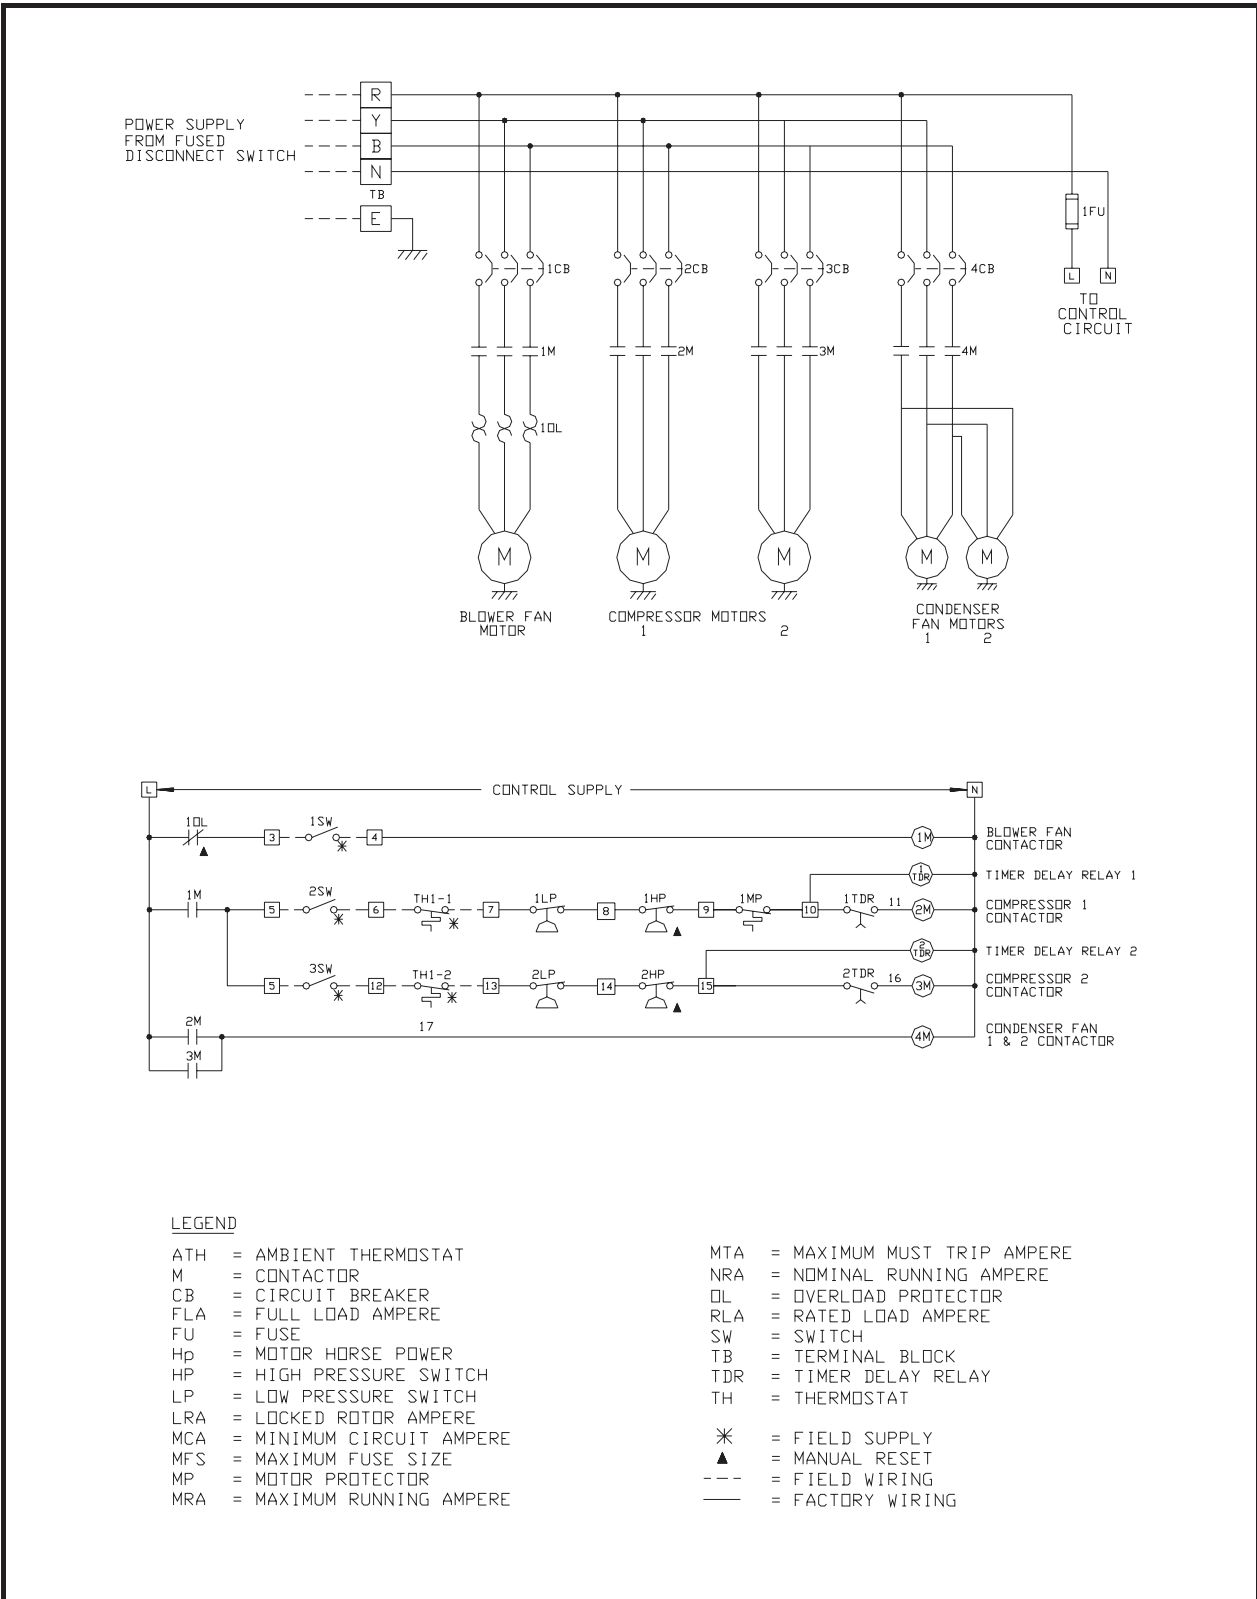 R
POWER SUPPLY
FROM FUSED
DISCONNECT SWITCH
Y
B
N
TB
E
1FU
1CB
2CB
3CB
4CB
L
N
TO
CONTROL
CIRCUIT
1M
2M
3M
4M
1OL
M
M
M
M
M
BLOWER FAN
MOTOR
COMPRESSOR MOTORS
1
2
CONDENSER
FAN MOTORS
1 2
L
CONTROL SUPPLY
N
1OL
3
1SW
4
1M
BLOWER FAN
CONTACTOR
1
TDR
TIMER DELAY RELAY 1
1M
5
2SW
6
TH1-1
7
1LP
8
1HP
9
1MP
10
1TDR
11
2M
COMPRESSOR 1
CONTACTOR
2
TDR
TIMER DELAY RELAY 2
5
3SW
12
TH1-2
13
2LP
14
2HP
15
2TDR
16
3M
COMPRESSOR 2
CONTACTOR
2M
17
4M
CONDENSER FAN
1 & 2 CONTACTOR
3M
LEGEND
ATH = AMBIENT THERMOSTAT
M = CONTACTOR
CB = CIRCUIT BREAKER
FLA = FULL LOAD AMPERE
FU = FUSE
Hp = MOTOR HORSE POWER
HP = HIGH PRESSURE SWITCH
LP = LOW PRESSURE SWITCH
LRA = LOCKED ROTOR AMPERE
MCA = MINIMUM CIRCUIT AMPERE
MFS = MAXIMUM FUSE SIZE
MP = MOTOR PROTECTOR
MRA = MAXIMUM RUNNING AMPERE
MTA = MAXIMUM MUST TRIP AMPERE
NRA = NOMINAL RUNNING AMPERE
OL = OVERLOAD PROTECTOR
RLA = RATED LOAD AMPERE
SW = SWITCH
TB = TERMINAL BLOCK
TDR = TIMER DELAY RELAY
TH = THERMOSTAT
= FIELD SUPPLY
= MANUAL RESET
= FIELD WIRING
= FACTORY WIRING